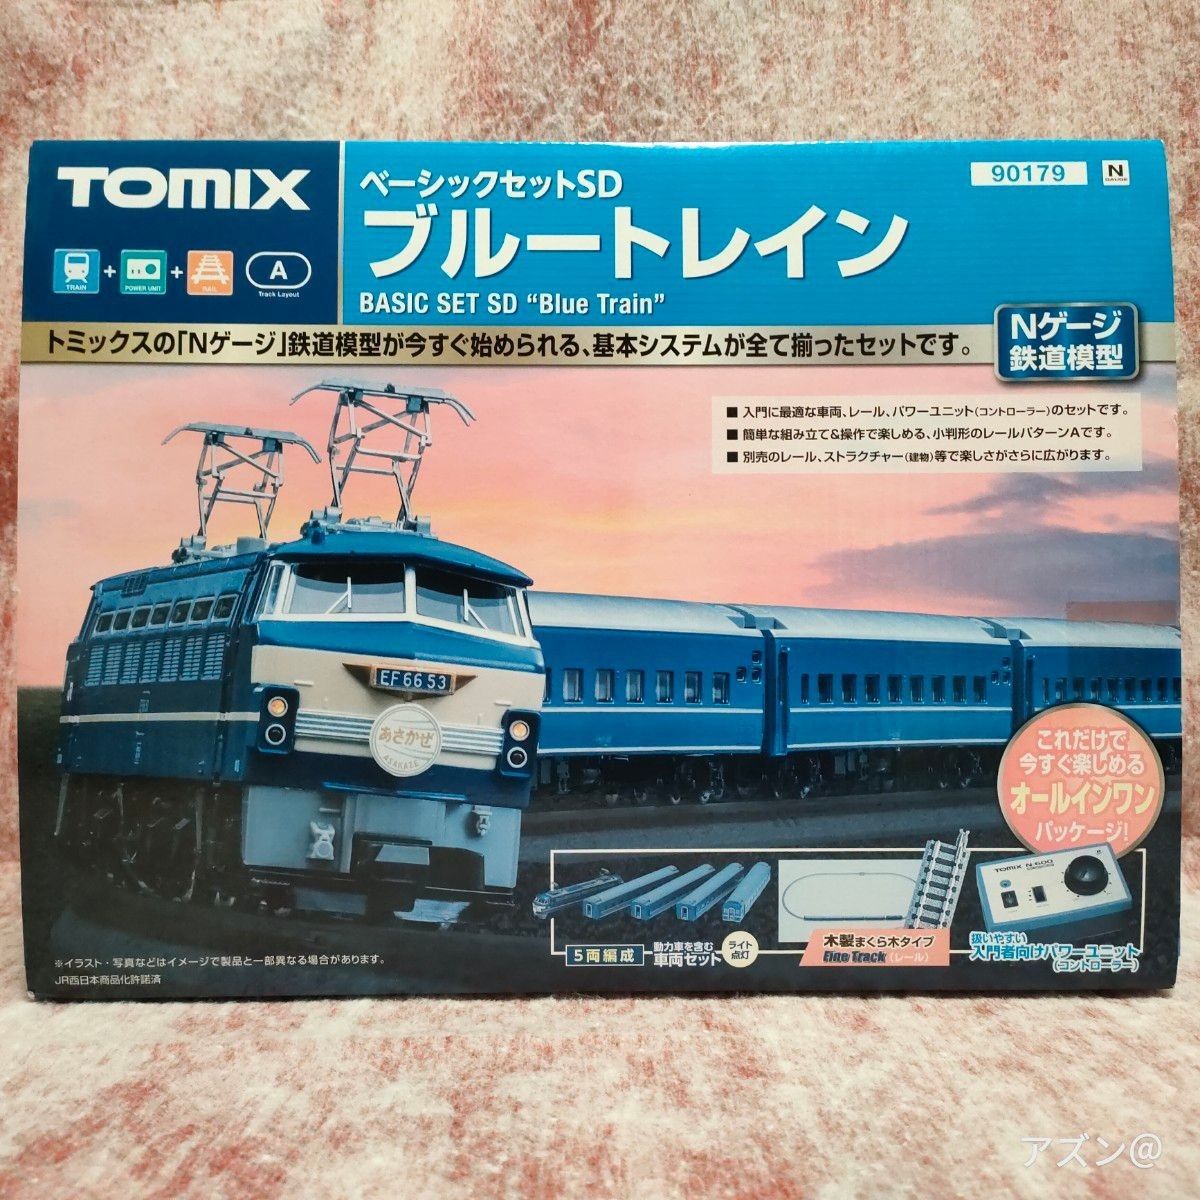 TOMIX
ベーシックセットSD
ブルートレイン
BASIC SET SD “Blue Train”
90179
N
GAUGE
TRAIN
+
POWER UNIT
+
RAIL
A
Track Layout
トミックスの「Nゲージ」鉄道模型が今すぐ始められる、基本システムが全て揃ったセットです。
Nゲージ
鉄道模型
■ 入門に最適な車両、レール、パワーユニット(コントローラー)のセットです。
■ 簡単な組み立て&操作で楽しめる、小判形のレールパターンAです。
■ 別売のレール、ストラクチャー(建物)等で楽しさがさらに広がります。
EF66 53
あさかぜ
ASAKAZE
これだけで
今すぐ楽しめる
オールインワン
パッケージ!
TOMIX N-600
5両編成
動力車を含む
車両セット
ライト
点灯
木製まくら木タイプ
Fine Track(レール)
扱いやすい
入門者向けパワーユニット
(コントローラー)
※イラスト・写真などはイメージで製品と一部異なる場合があります。
JR西日本商品化許諾済
アズン@